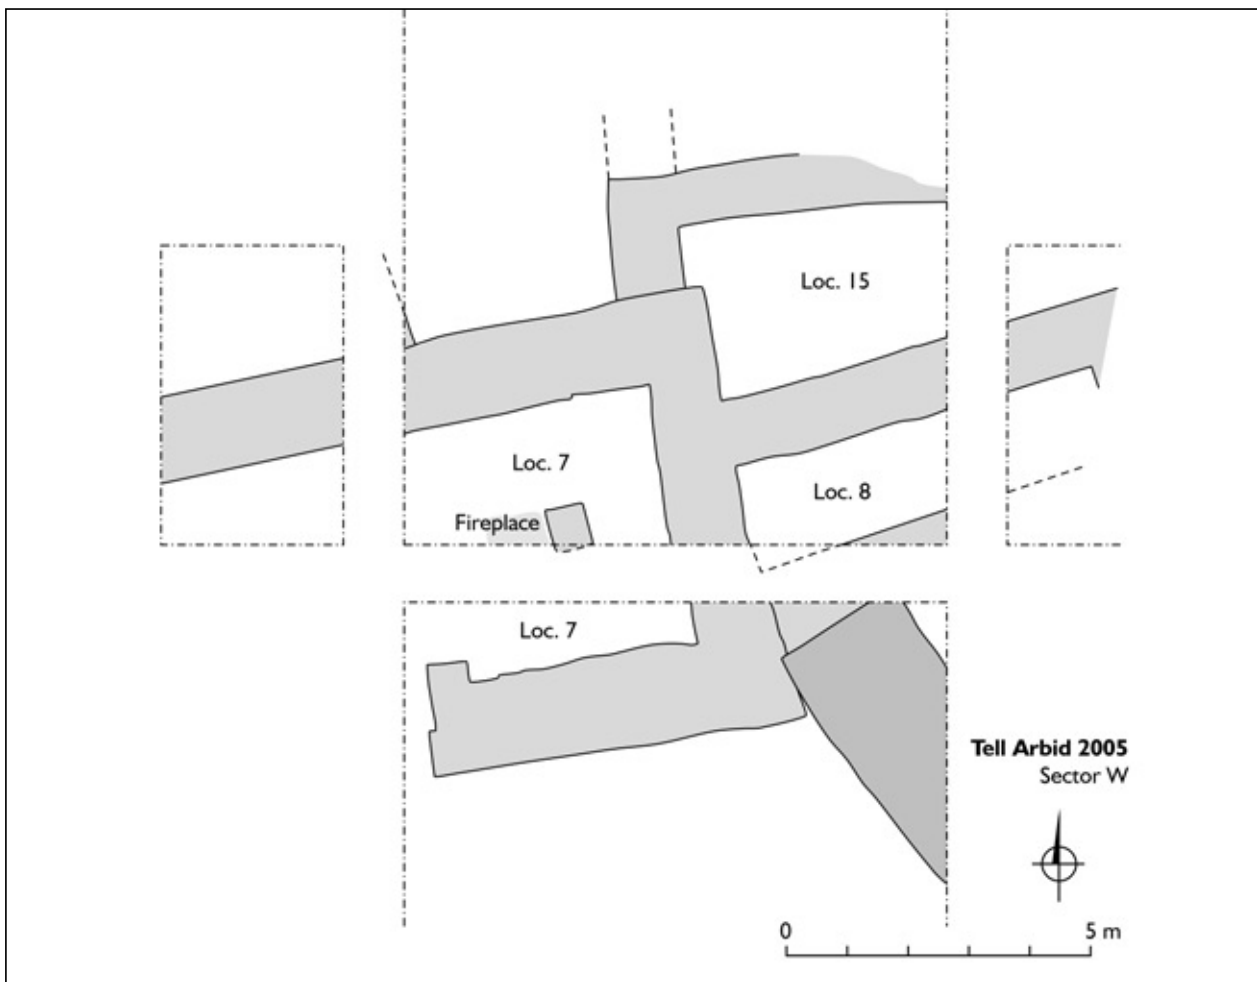 Loc. 15
Loc. 7
Loc. 8
Fireplace
Loc. 7
Tell Arbid 2005
Sector W
0 5 m